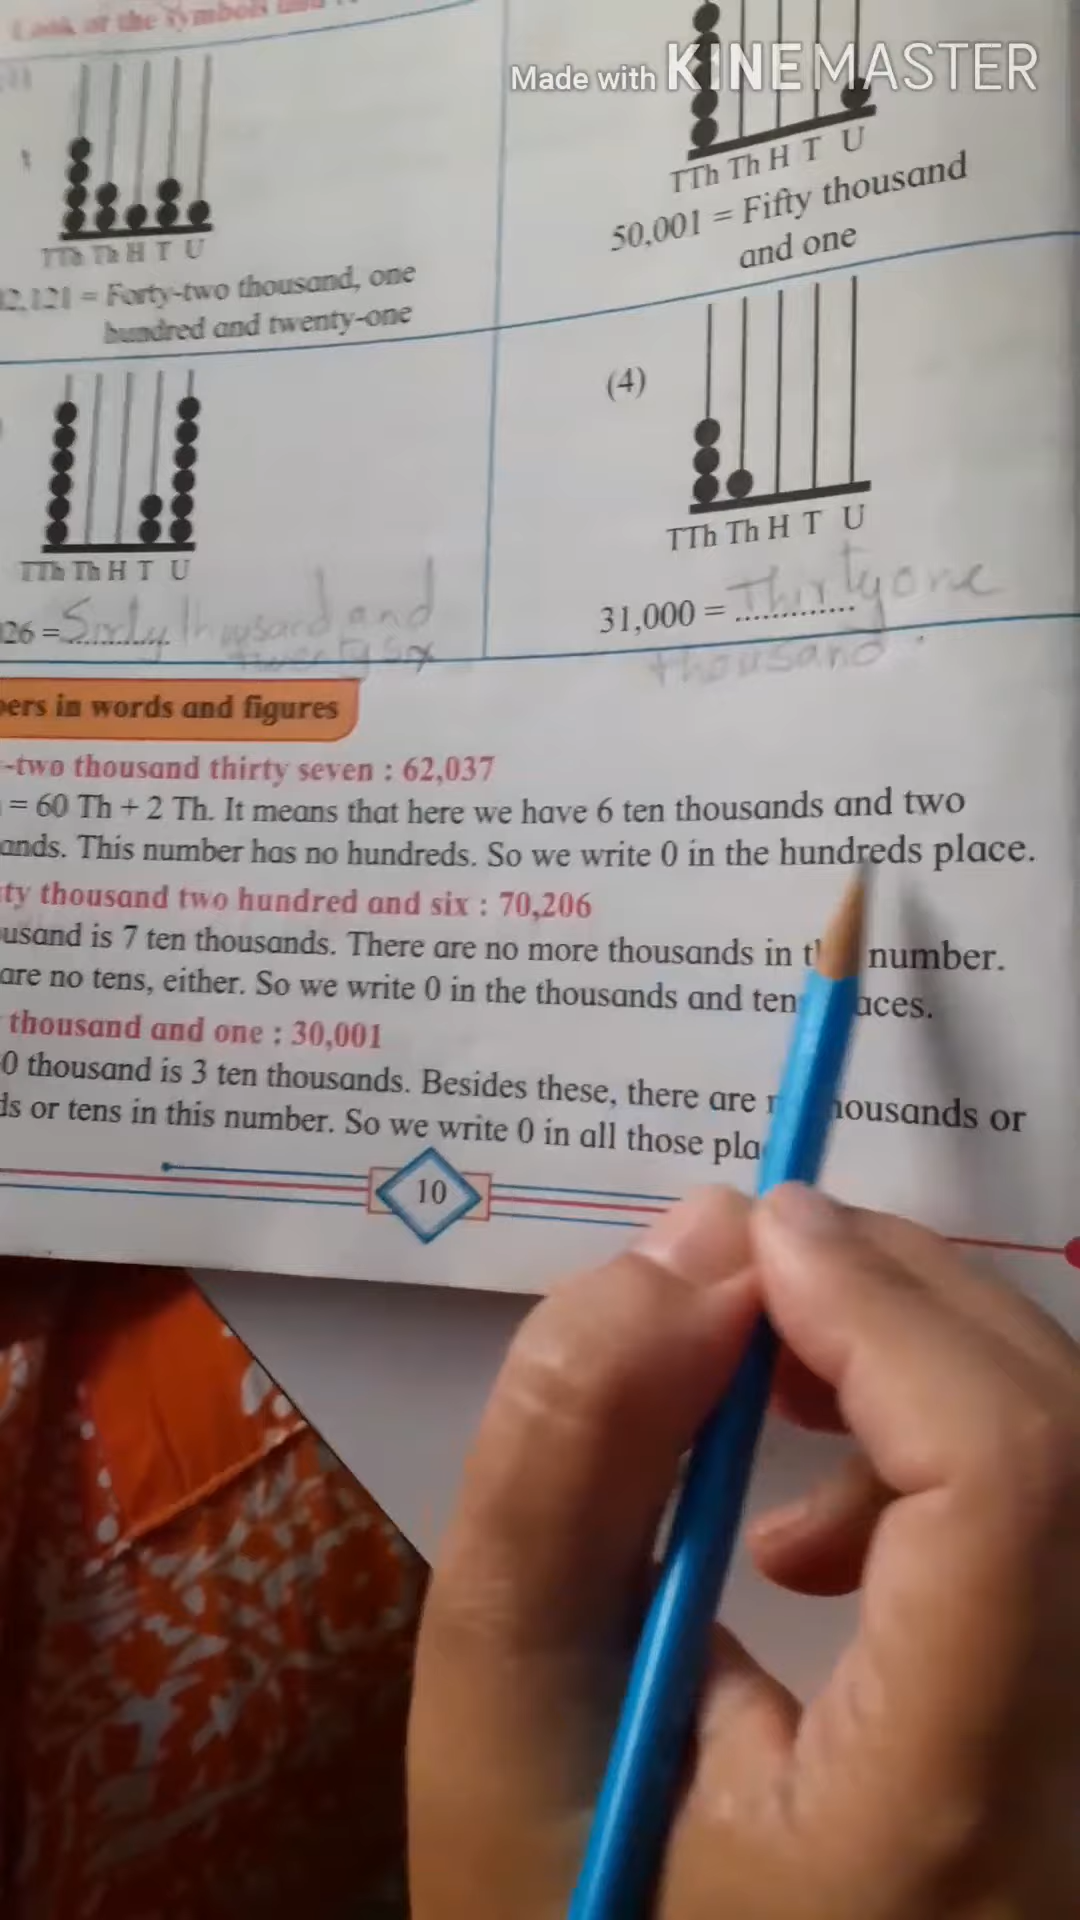 Look at the symbols and
Made with KINEMASTER
TTh Th H T U
50,001 = Fifty thousand
and one
TTh Th H T U
2,121 = Forty-two thousand, one
hundred and twenty-one
(4)
TTh Th H T U
TTh Th H T U
26 = Sixty thousand and
twenty six
31,000 = Thirty one
thousand.
bers in words and figures
-two thousand thirty seven : 62,037
= 60 Th + 2 Th. It means that here we have 6 ten thousands and two
ands. This number has no hundreds. So we write 0 in the hundreds place.
ty thousand two hundred and six : 70,206
usand is 7 ten thousands. There are no more thousands in number.
are no tens, either. So we write 0 in the thousands and ten aces.
thousand and one : 30,001
0 thousand is 3 ten thousands. Besides these, there are housands or
ds or tens in this number. So we write 0 in all those pla
10